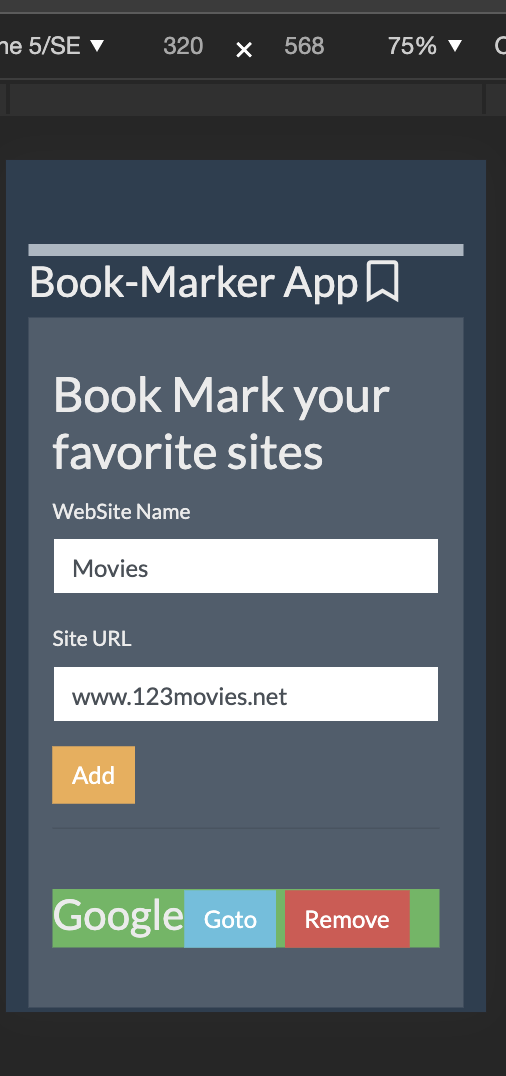 ne 5/SE ▼ 320 × 568 75% ▼
Book-Marker App
Book Mark your
favorite sites
WebSite Name
Movies
Site URL
www.123movies.net
Add
Google Goto Remove